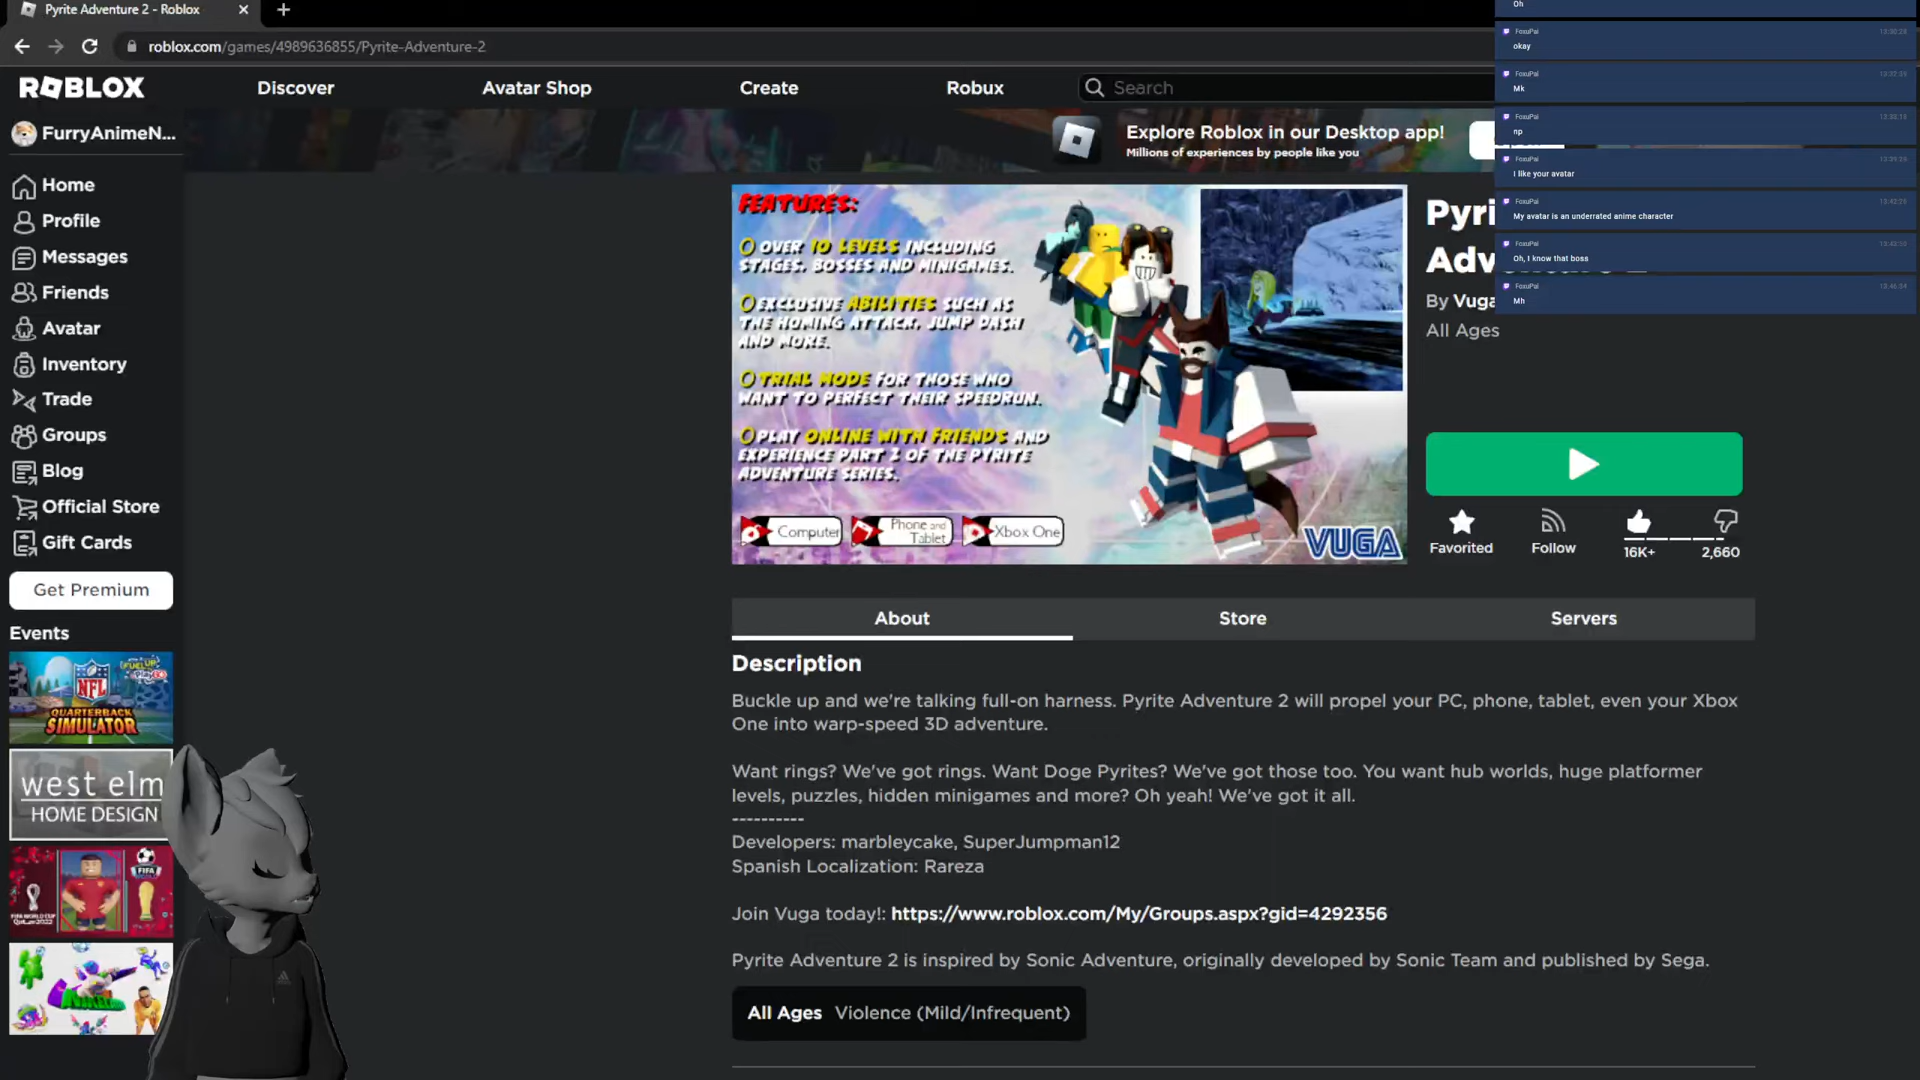 Pyrite Adventure 2 - Roblox
roblox.com/games/4989636855/Pyrite-Adventure-2
ROBLOX
Discover
Avatar Shop
Create
Robux
Search
FurryAnimeN...
Home
Profile
Messages
Friends
Avatar
Inventory
Trade
Groups
Blog
Official Store
Gift Cards
Get Premium
Events
NFL
QUARTERBACK
SIMULATOR
west elm
HOME DESIGN
FIFA
Explore Roblox in our Desktop app!
Millions of experiences by people like you
FEATURES:
OVER 10 LEVELS INCLUDING
STAGES, BOSSES AND MINIGAMES.
EXCLUSIVE ABILITIES SUCH AS
THE HOMING ATTACK, JUMP DASH
AND MORE.
TRIAL MODE FOR THOSE WHO
WANT TO PERFECT THEIR SPEEDRUN.
PLAY ONLINE WITH FRIENDS AND
EXPERIENCE PART 2 OF THE PYRITE
ADVENTURE SERIES.
Computer
Phone and
Tablet
Xbox One
VUGA
By Vuga
All Ages
Favorited
Follow
16K+
2,660
About
Store
Servers
Description
Buckle up and we're talking full-on harness. Pyrite Adventure 2 will propel your PC, phone, tablet, even your Xbox
One into warp-speed 3D adventure.
Want rings? We've got rings. Want Doge Pyrites? We've got those too. You want hub worlds, huge platformer
levels, puzzles, hidden minigames and more? Oh yeah! We've got it all.
----------
Developers: marbleycake, SuperJumpman12
Spanish Localization: Rareza
Join Vuga today!: https://www.roblox.com/My/Groups.aspx?gid=4292356
Pyrite Adventure 2 is inspired by Sonic Adventure, originally developed by Sonic Team and published by Sega.
All Ages Violence (Mild/Infrequent)
Oh
FoxuPal
okay
FoxuPal
Mk
FoxuPal
np
FoxuPal
I like your avatar
FoxuPal
My avatar is an underrated anime character
FoxuPal
Oh, I know that boss
FoxuPal
Mh